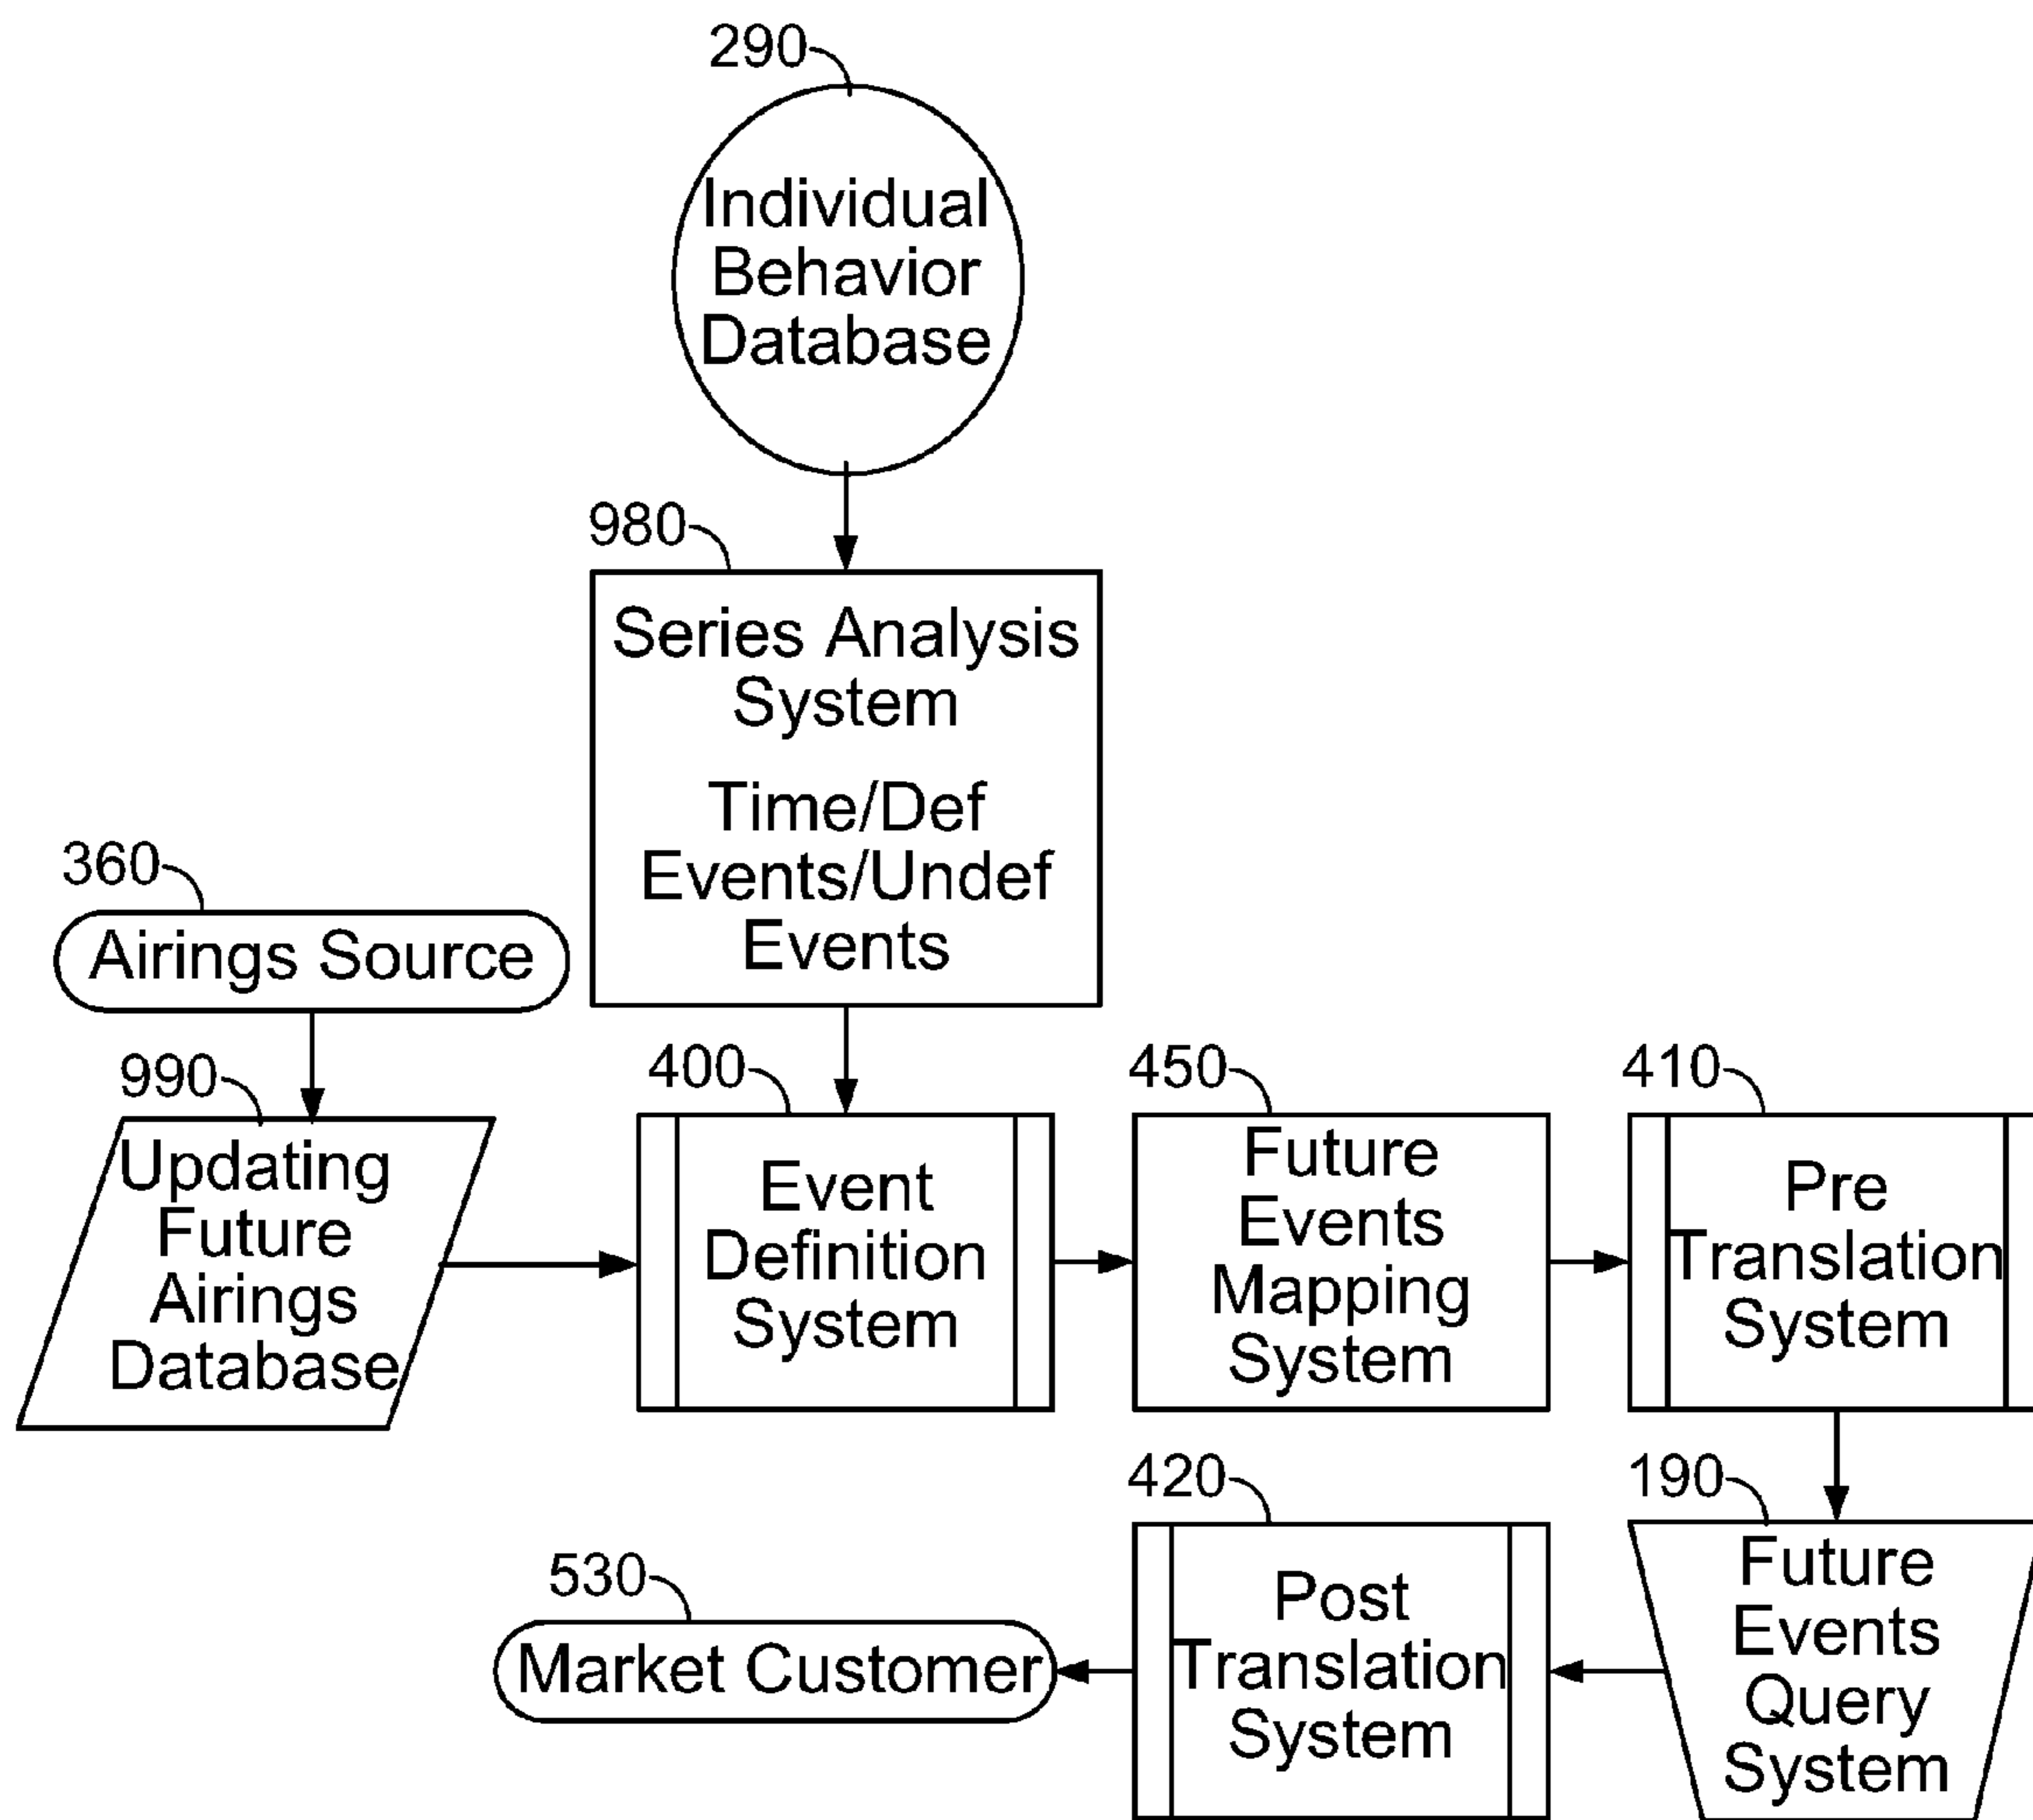 290
Individual
Behavior
Database
980
Series Analysis
System
Time/Def
Events/Undef
Events
360
Airings Source
990
Updating
Future
Airings
Database
400
Event
Definition
System
450
Future
Events
Mapping
System
410
Pre
Translation
System
420
Post
Translation
System
190
Future
Events
Query
System
530
Market Customer